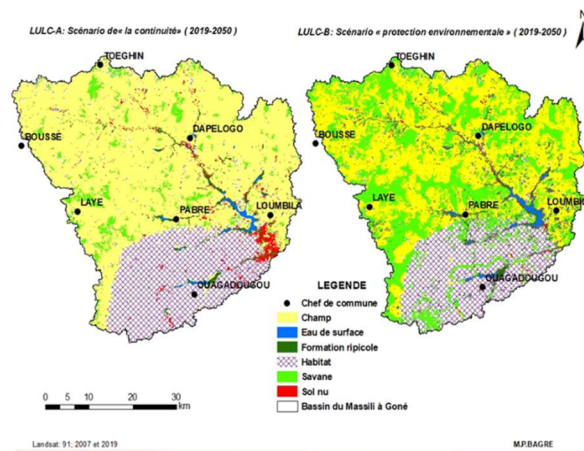 LULC-A: Scénario de« la continuité» ( 2019-2050)
LULC-B: Scénario « protection environnementale » ( 2019-2050)
N
TOEGHIN
BOUSSE
DAPELOGO
LAYE
PABRE
LOUMBILA
OUAGADOUGOU
TOEGHIN
BOUSSE
DAPELOGO
LAYE
PABRE
LOUMBIL
OUAGADOUGOU
LEGENDE
Chef de commune
Champ
Eau de surface
Formation ripicole
Habitat
Savane
Sol nu
Bassin du Massili à Goné
0 5 10 20 30
km
Landsat: 91; 2007 et 2019
M.P.BAGRE